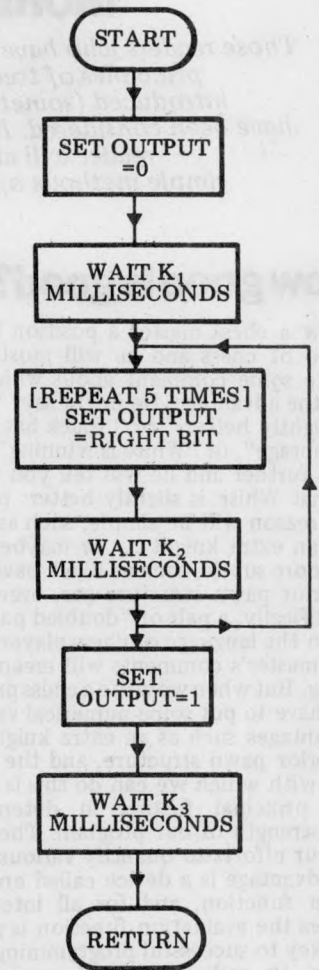 START
SET OUTPUT
=0
WAIT K₁
MILLISECONDS
[REPEAT 5 TIMES]
SET OUTPUT
=RIGHT BIT
WAIT K₂
MILLISECONDS
SET
OUTPUT=1
WAIT K₃
MILLISECONDS
RETURN